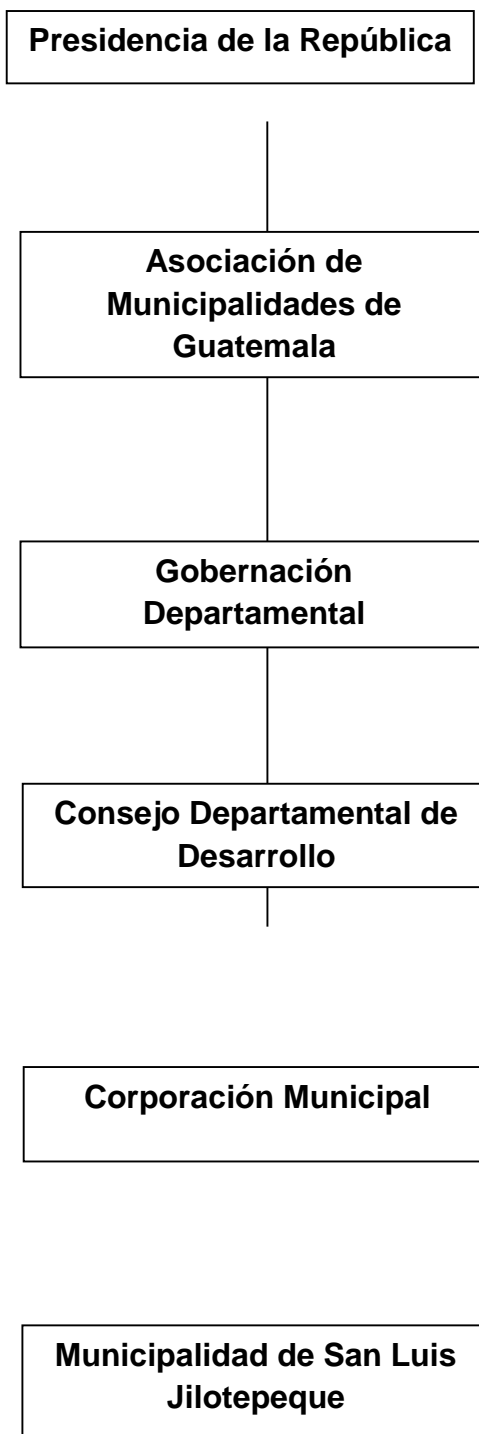 Presidencia de la República
Asociación de
Municipalidades de
Guatemala
Gobernación
Departamental
Consejo Departamental de
Desarrollo
Corporación Municipal
Municipalidad de San Luis
Jilotepeque